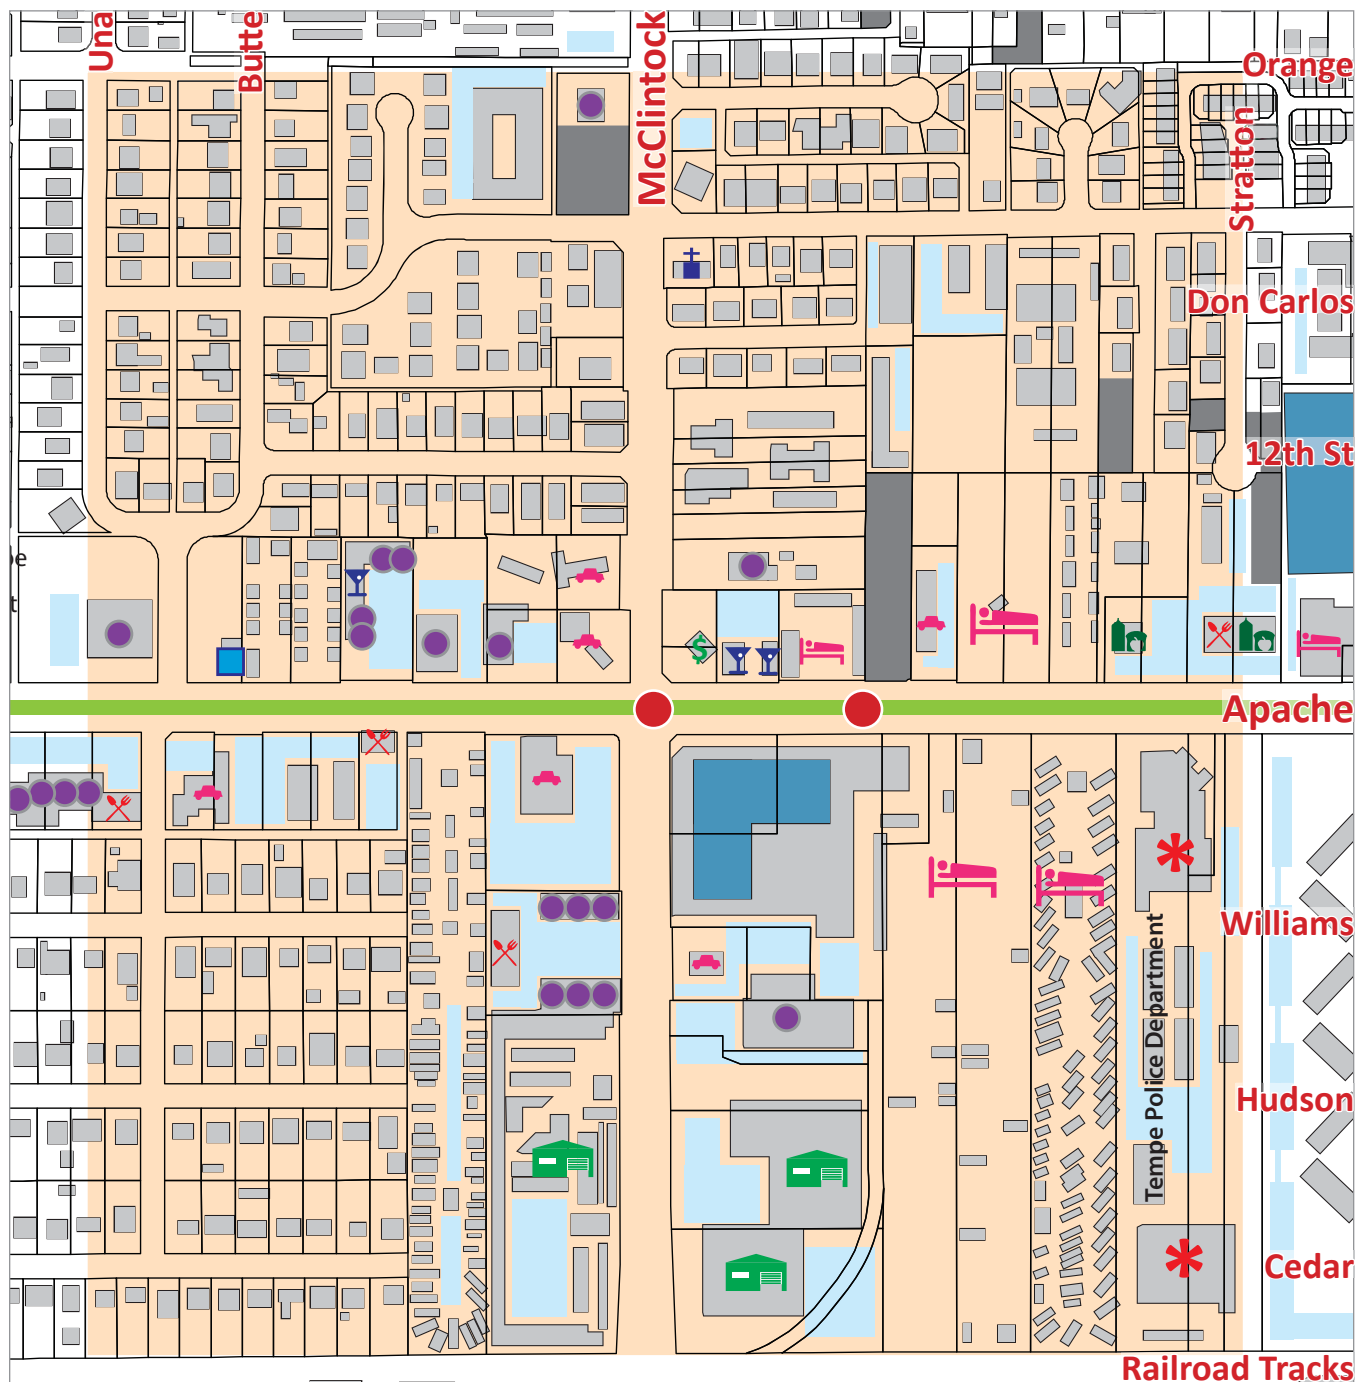 Una
Butte
McClintock
Orange
Stratton
Don Carlos
12th St
e
t
$
Apache
Williams
Tempe Police Department
Hudson
Cedar
Railroad Tracks